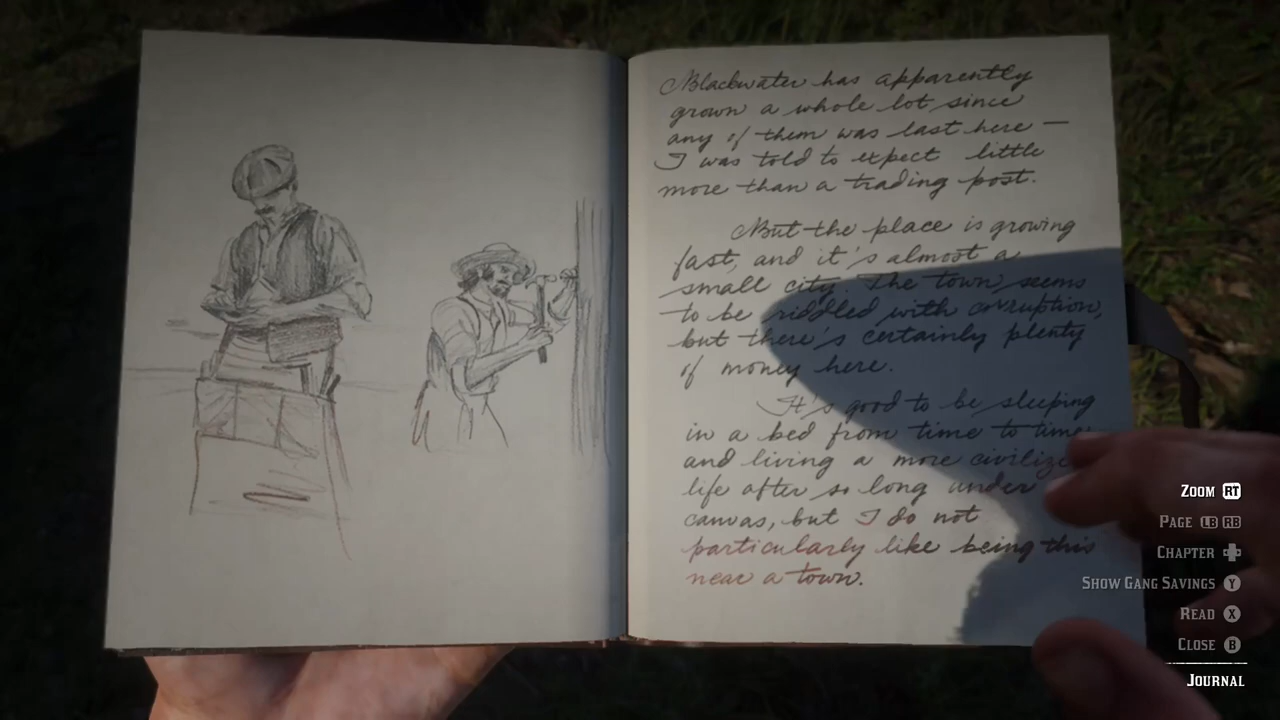 Blackwater has apparently
grown a whole lot since
any of them was last here —
I was told to expect little
more than a trading post.
But the place is growing
fast, and it's almost a
small city. The town seems
to be riddled with corruption,
but there's certainly plenty
of money here.
It's good to be sleeping
in a bed from time to time
and living a more civilize
life after so long under
canvas, but I do not
particularly like being this
near a town.
ZOOM RT
PAGE LB RB
CHAPTER
SHOW GANG SAVINGS Y
READ X
CLOSE B
JOURNAL